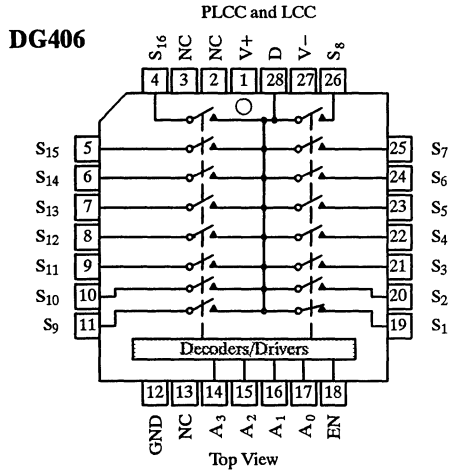 PLCC and LCC
DG406
S16 NC NC V+ D V− S8
4 3 2 1 28 27 26
S15 5 25 S7
S14 6 24 S6
S13 7 23 S5
S12 8 22 S4
S11 9 21 S3
S10 10 20 S2
S9 11 19 S1
Decoders/Drivers
12 13 14 15 16 17 18
GND NC A3 A2 A1 A0 EN
Top View